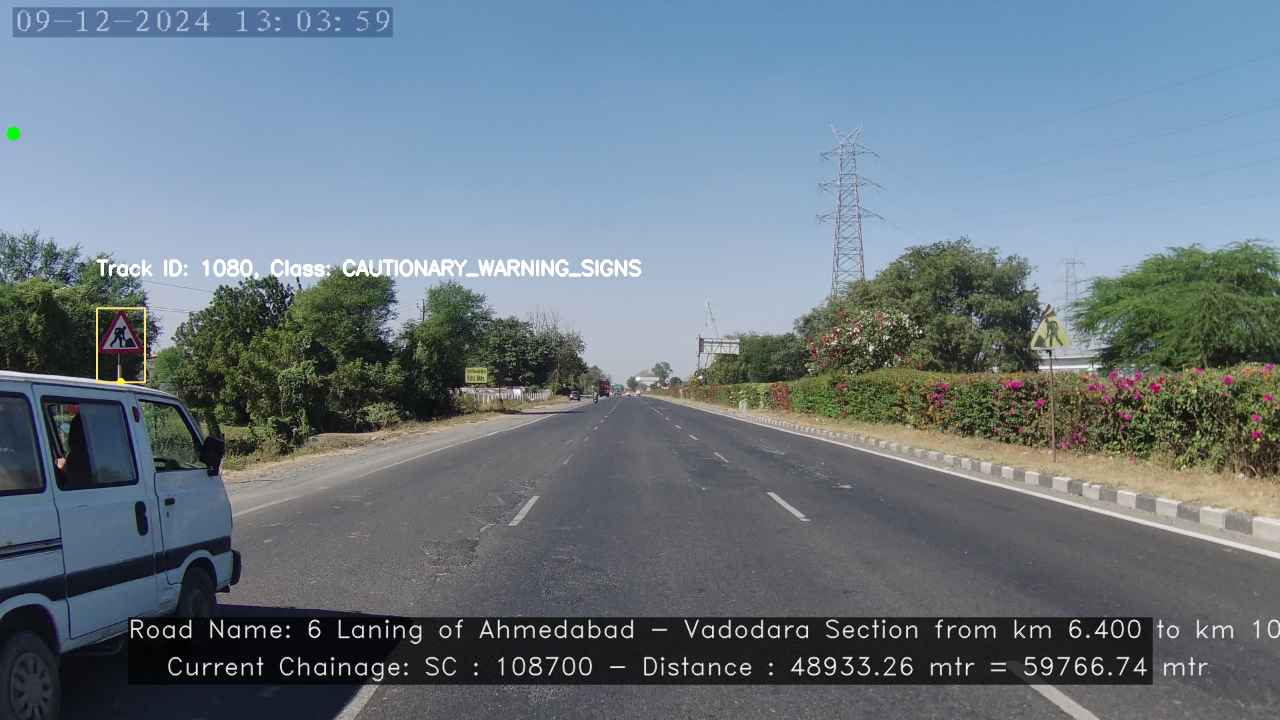 09-12-2024 13:03:59
Track ID: 1080, Class: CAUTIONARY_WARNING_SIGNS
Road Name: 6 Laning of Ahmedabad - Vadodara Section from km 6.400 to km 10
Current Chainage: SC : 108700 - Distance : 48933.26 mtr = 59766.74 mtr